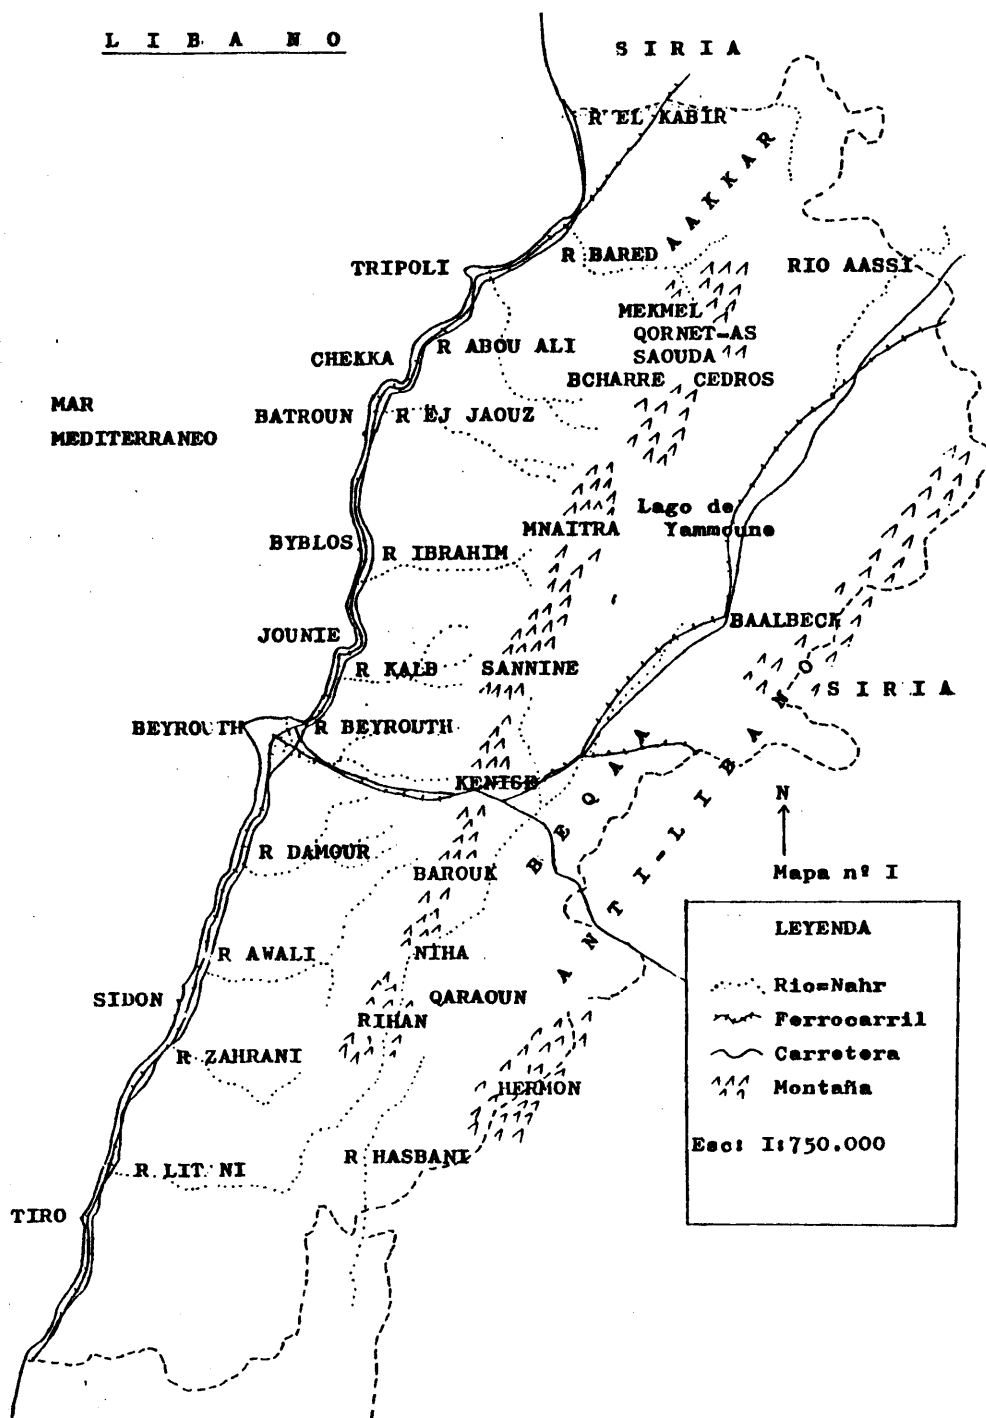 L I B A N O
S I R I A
R EL KABIR
A A K K A R
R BARED
TRIPOLI
RIO AASSI
MEKMEL
QORNET-AS
SAOUDA
R ABOU ALI
CHEKKA
BCHARRE CEDROS
MAR
MEDITERRANEO
BATROUN
R EJ JAOUZ
Lago de
Yammoune
MNAITRA
BYBLOS
R IBRAHIM
BAALBECK
JOUNIE
R KALB
SANNINE
S I R I A
BEYROUTH
R BEYROUTH
KENISE
B E Q A A
A N T I - L I B A N O
N
R DAMOUR
BAROUK
Mapa nº I
LEYENDA
R AWALI
NIHA
Rio=Nahr
SIDON
QARAOUN
RIHAN
Ferrocarril
R ZAHRANI
Carretera
HERMON
Montaña
Esc: I:750.000
R HASBANI
R LIT NI
TIRO